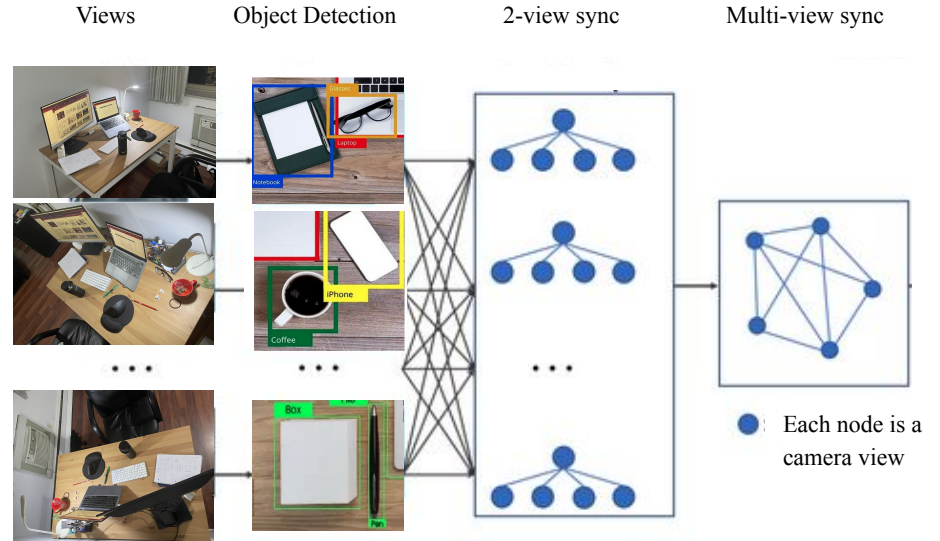 Views
Object Detection
2-view sync
Multi-view sync
Glasses
Laptop
Notebook
iPhone
Coffee
Box
Pen
Each node is a
camera view